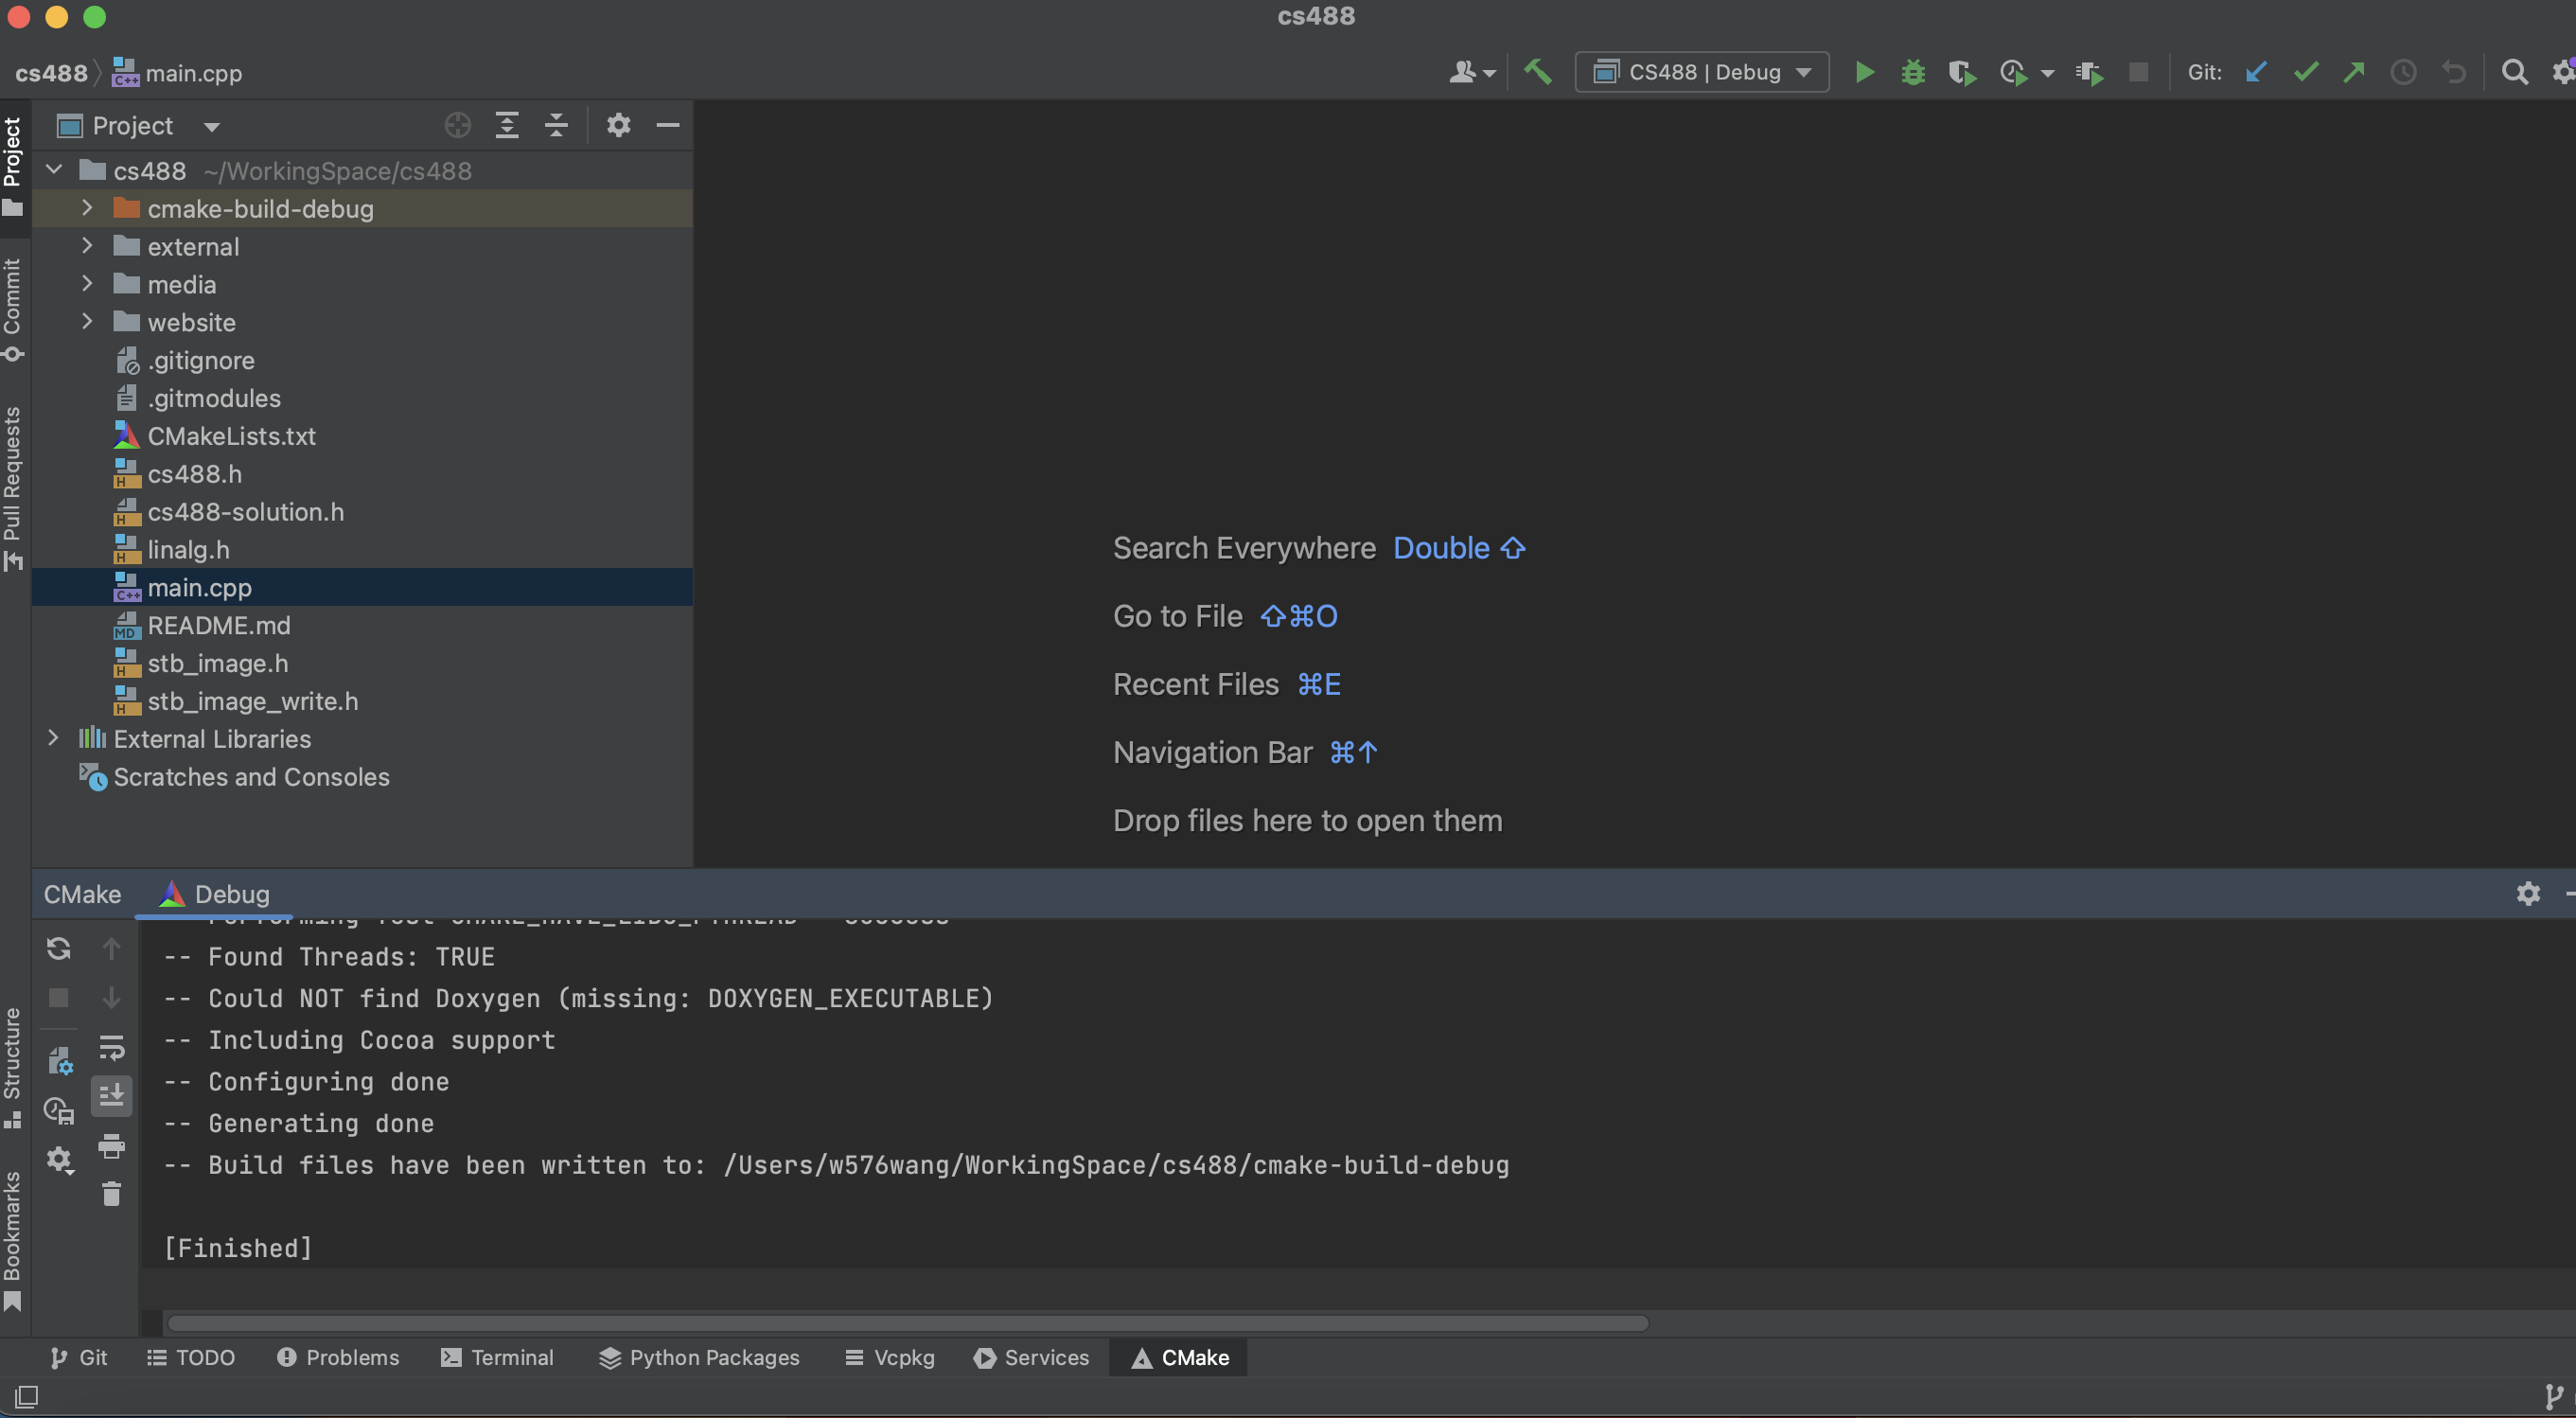 cs488
cs488 main.cpp
CS488 | Debug
Git:
Project
Project
cs488 ~/WorkingSpace/cs488
cmake-build-debug
external
media
website
.gitignore
.gitmodules
CMakeLists.txt
cs488.h
cs488-solution.h
linalg.h
main.cpp
README.md
stb_image.h
stb_image_write.h
External Libraries
Scratches and Consoles
Commit
Pull Requests
Structure
Bookmarks
Search Everywhere Double ⇧
Go to File ⇧⌘O
Recent Files ⌘E
Navigation Bar ⌘↑
Drop files here to open them
CMake Debug
-- Found Threads: TRUE
-- Could NOT find Doxygen (missing: DOXYGEN_EXECUTABLE)
-- Including Cocoa support
-- Configuring done
-- Generating done
-- Build files have been written to: /Users/w576wang/WorkingSpace/cs488/cmake-build-debug
[Finished]
Git TODO Problems Terminal Python Packages Vcpkg Services CMake